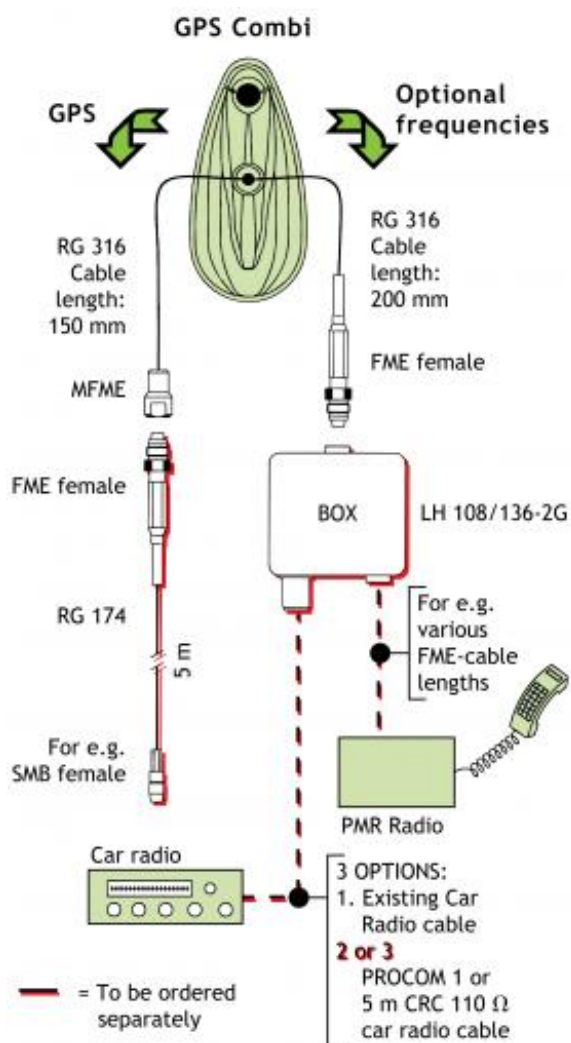 GPS Combi
GPS
Optional
frequencies
RG 316
Cable
length:
150 mm
RG 316
Cable
length:
200 mm
MFME
FME female
FME female
BOX
LH 108/136-2G
RG 174
5 m
For e.g.
various
FME-cable
lengths
For e.g.
SMB female
PMR Radio
Car radio
3 OPTIONS:
1. Existing Car
Radio cable
2 or 3
PROCOM 1 or
5 m CRC 110 Ω
car radio cable
= To be ordered
separately